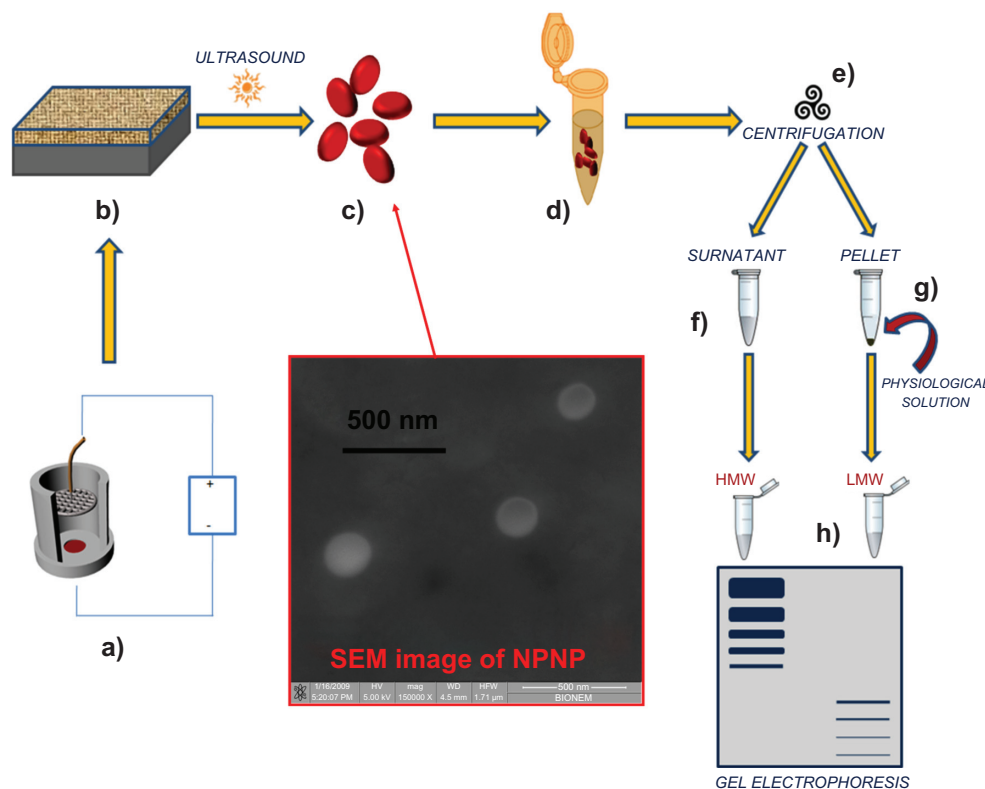 ULTRASOUND
e)
CENTRIFUGATION
b)
c)
d)
SURNATANT
PELLET
f)
g)
PHYSIOLOGICAL
SOLUTION
500 nm
HMW
LMW
+
-
h)
a)
SEM image of NPNP
1/16/2009 HV mag WD HFW 500 nm
5:20:07 PM 5.00 kV 150000 X 4.5 mm 1.71 µm BIONEM
GEL ELECTROPHORESIS